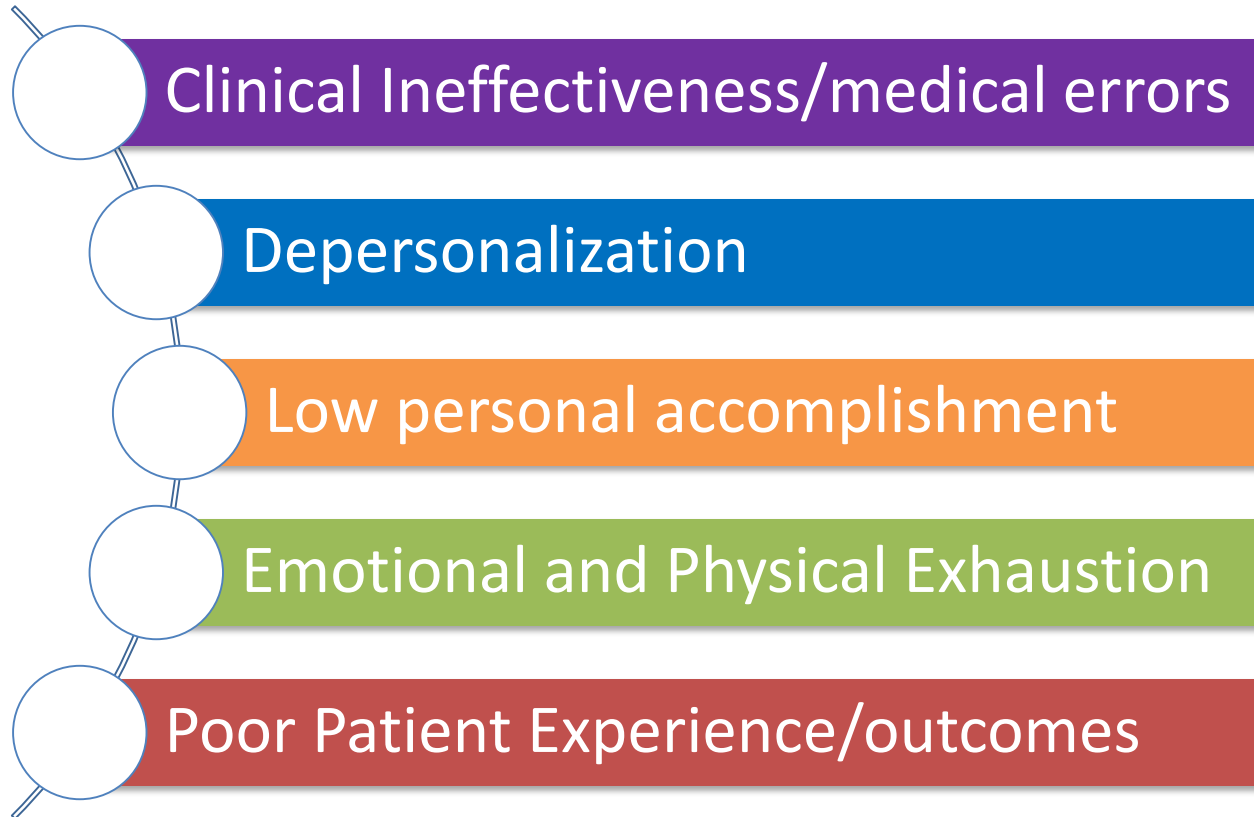 Clinical Ineffectiveness/medical errors
Depersonalization
Low personal accomplishment
Emotional and Physical Exhaustion
Poor Patient Experience/outcomes